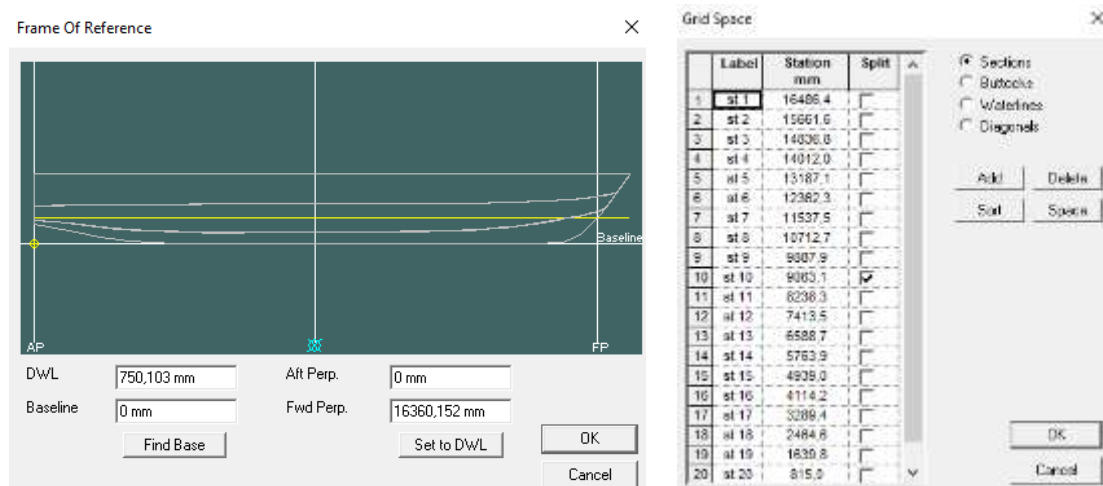 Frame Of Reference
Baseline
AP
FP
DWL 750,103 mm Aft Perp. 0 mm
Baseline 0 mm Fwd Perp. 16360,152 mm
Find Base Set to DWL OK
Cancel
Grid Space
Label Station mm Split
1 st 1 16486,4
2 st 2 15661,6
3 st 3 14836,8
4 st 4 14012,0
5 st 5 13187,1
6 st 6 12362,3
7 st 7 11537,5
8 st 8 10712,7
9 st 9 9887,9
10 st 10 9063,1
11 st 11 8238,3
12 st 12 7413,5
13 st 13 6588,7
14 st 14 5763,9
15 st 15 4939,0
16 st 16 4114,2
17 st 17 3289,4
18 st 18 2464,6
19 st 19 1639,8
20 st 20 815,0
Sections
Buttocks
Waterlines
Diagonals
Add Delete
Sort Space
OK
Cancel